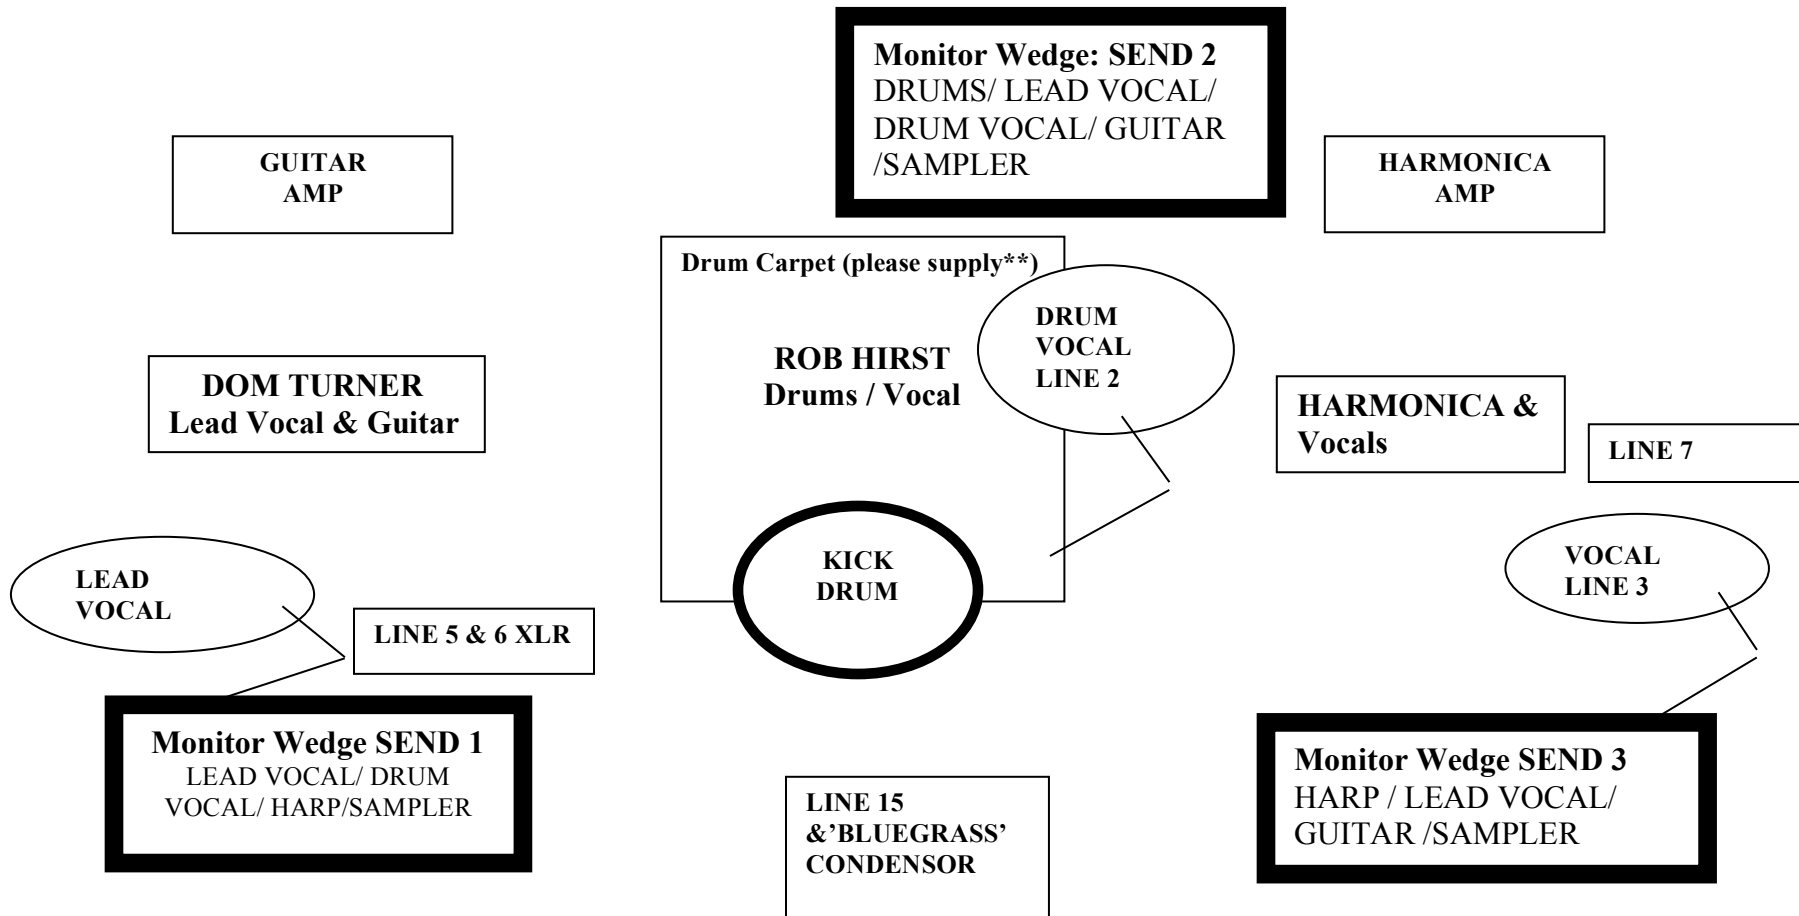 Monitor Wedge: SEND 2
DRUMS/ LEAD VOCAL/
DRUM VOCAL/ GUITAR
/SAMPLER
GUITAR
AMP
HARMONICA
AMP
Drum Carpet (please supply**)
DRUM
VOCAL
LINE 2
ROB HIRST
Drums / Vocal
DOM TURNER
Lead Vocal & Guitar
HARMONICA &
Vocals
LINE 7
KICK
DRUM
VOCAL
LINE 3
LEAD
VOCAL
LINE 5 & 6 XLR
Monitor Wedge SEND 1
LEAD VOCAL/ DRUM
VOCAL/ HARP/SAMPLER
LINE 15
&’BLUEGRASS’
CONDENSOR
Monitor Wedge SEND 3
HARP / LEAD VOCAL/
GUITAR /SAMPLER